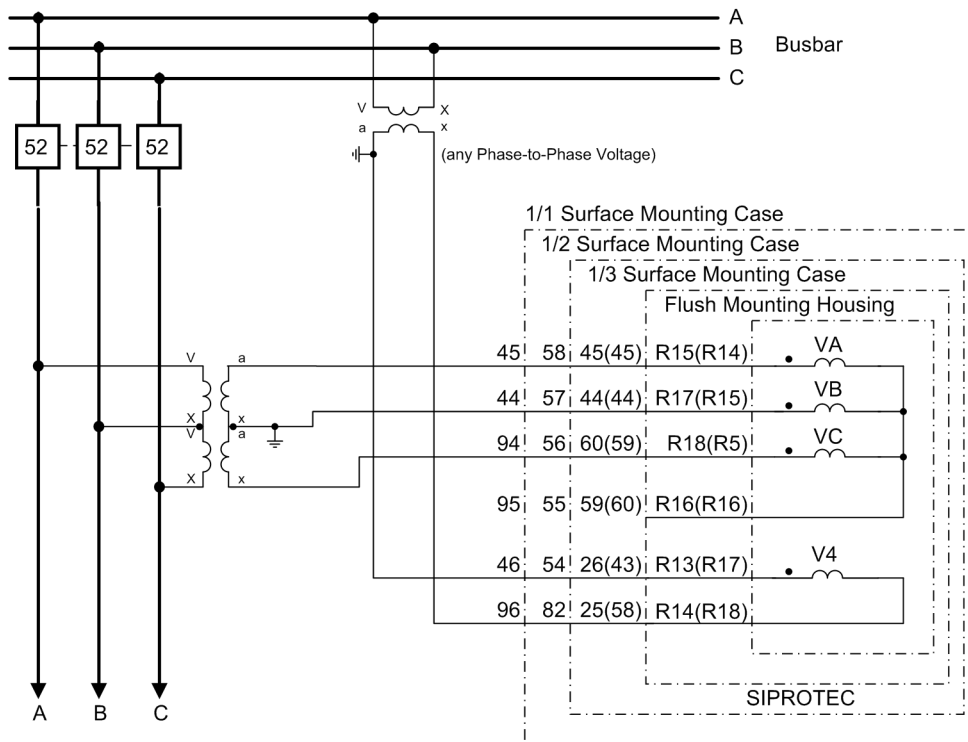 A
B Busbar
C
V X
a x
52 52 52
(any Phase-to-Phase Voltage)
1/1 Surface Mounting Case
1/2 Surface Mounting Case
1/3 Surface Mounting Case
Flush Mounting Housing
V a 45 58 45(45) R15(R14) VA
44 57 44(44) R17(R15) VB
X x
V a 94 56 60(59) R18(R5) VC
X x
95 55 59(60) R16(R16)
46 54 26(43) R13(R17) V4
96 82 25(58) R14(R18)
SIPROTEC
A B C